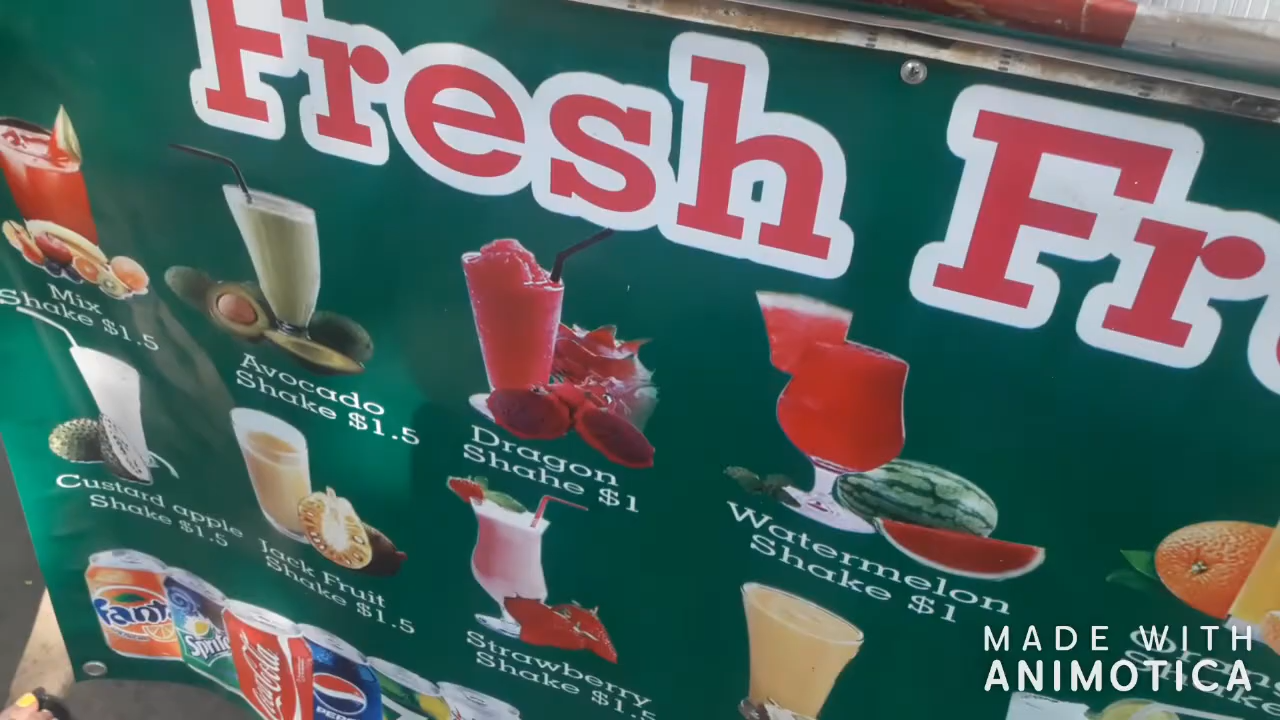 Fresh Fr
Mix
Shake $1.5
Avocado
Shake $1.5
Dragon
Shahe $1
Watermelon
Shake $1
Custard apple
Shake $1.5
Jack Fruit
Shake $1.5
Strawberry
Shake $1.5
Fanta
Sprite
Coca-Cola
PEPSI
MADE WITH
ANIMOTICA